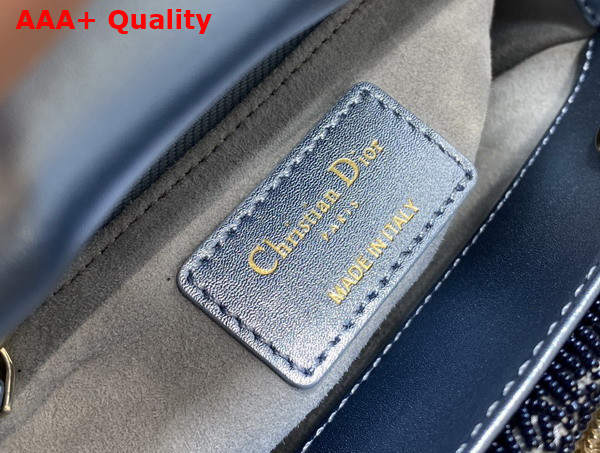 AAA+ Quality
Christian Dior
PARIS
MADE IN ITALY